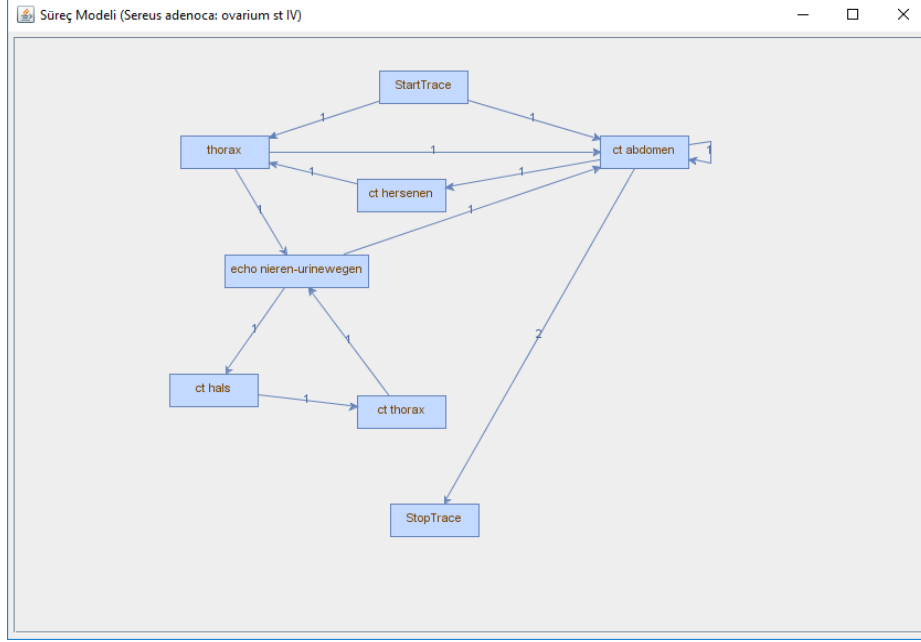 Süreç Modeli (Sereus adenoca: ovarium st IV)
StartTrace
1
1
thorax
1
ct abdomen
1
1
1
ct hersenen
1
1
echo nieren-urinewegen
1
1
2
ct hals
1
ct thorax
StopTrace